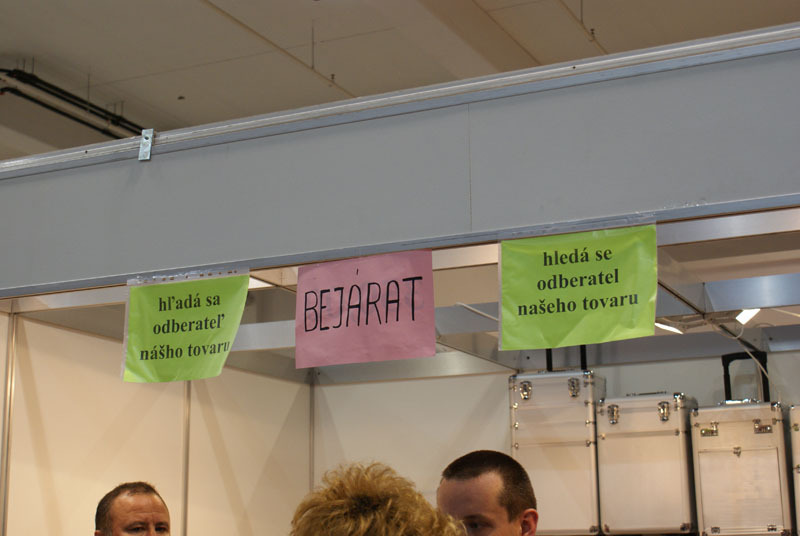 hľadá sa
odberateľ
nášho tovaru
BEJÁRAT
hledá se
odberatel
našeho tovaru